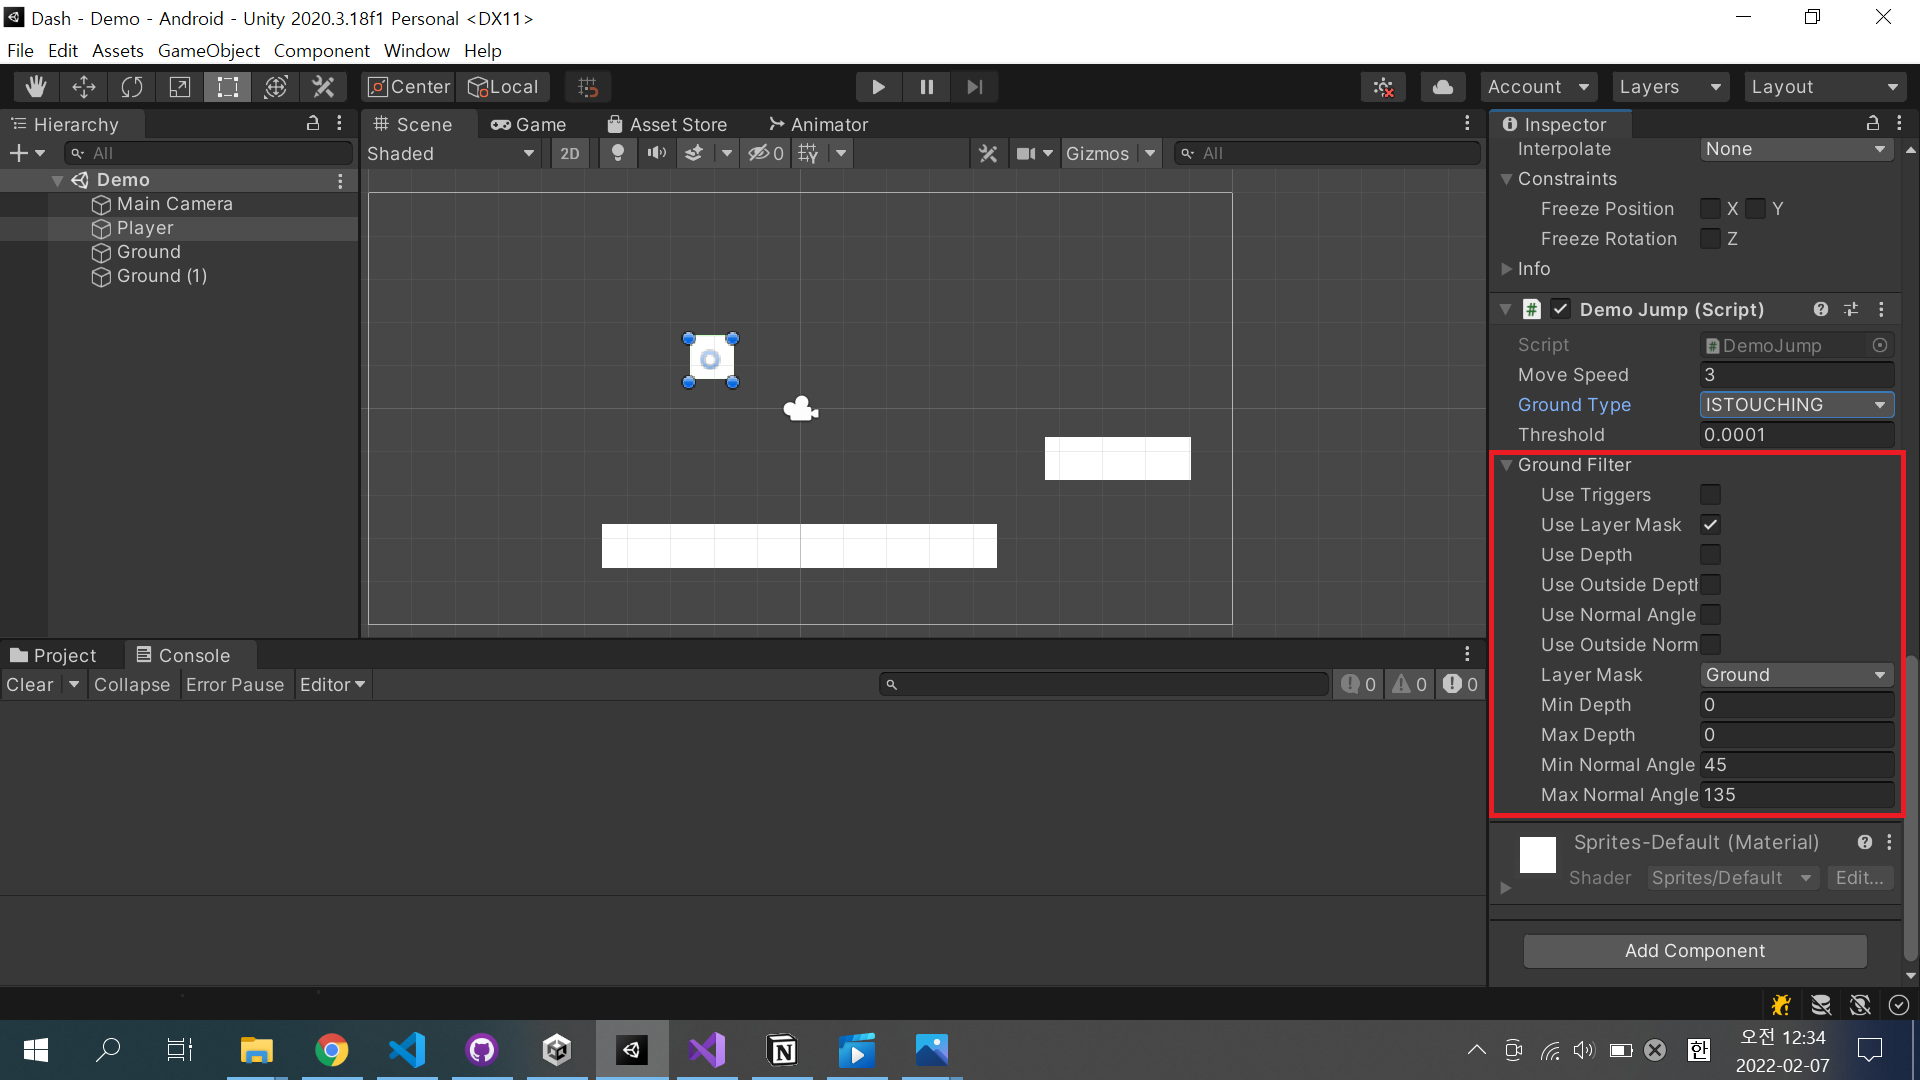 Dash - Demo - Android - Unity 2020.3.18f1 Personal <DX11>
File Edit Assets GameObject Component Window Help
Center Local Account Layers Layout
Hierarchy
All
Demo
Main Camera
Player
Ground
Ground (1)
Scene Game Asset Store Animator
Shaded 2D 0 Gizmos All
Project Console
Clear Collapse Error Pause Editor 0 0 0
Inspector
Interpolate None
Constraints
Freeze Position X Y
Freeze Rotation Z
Info
# Demo Jump (Script)
Script # DemoJump
Move Speed 3
Ground Type ISTOUCHING
Threshold 0.0001
Ground Filter
Use Triggers
Use Layer Mask
Use Depth
Use Outside Depth
Use Normal Angle
Use Outside Norm
Layer Mask Ground
Min Depth 0
Max Depth 0
Min Normal Angle 45
Max Normal Angle 135
Sprites-Default (Material)
Shader Sprites/Default Edit...
Add Component
한
오전 12:34
2022-02-07